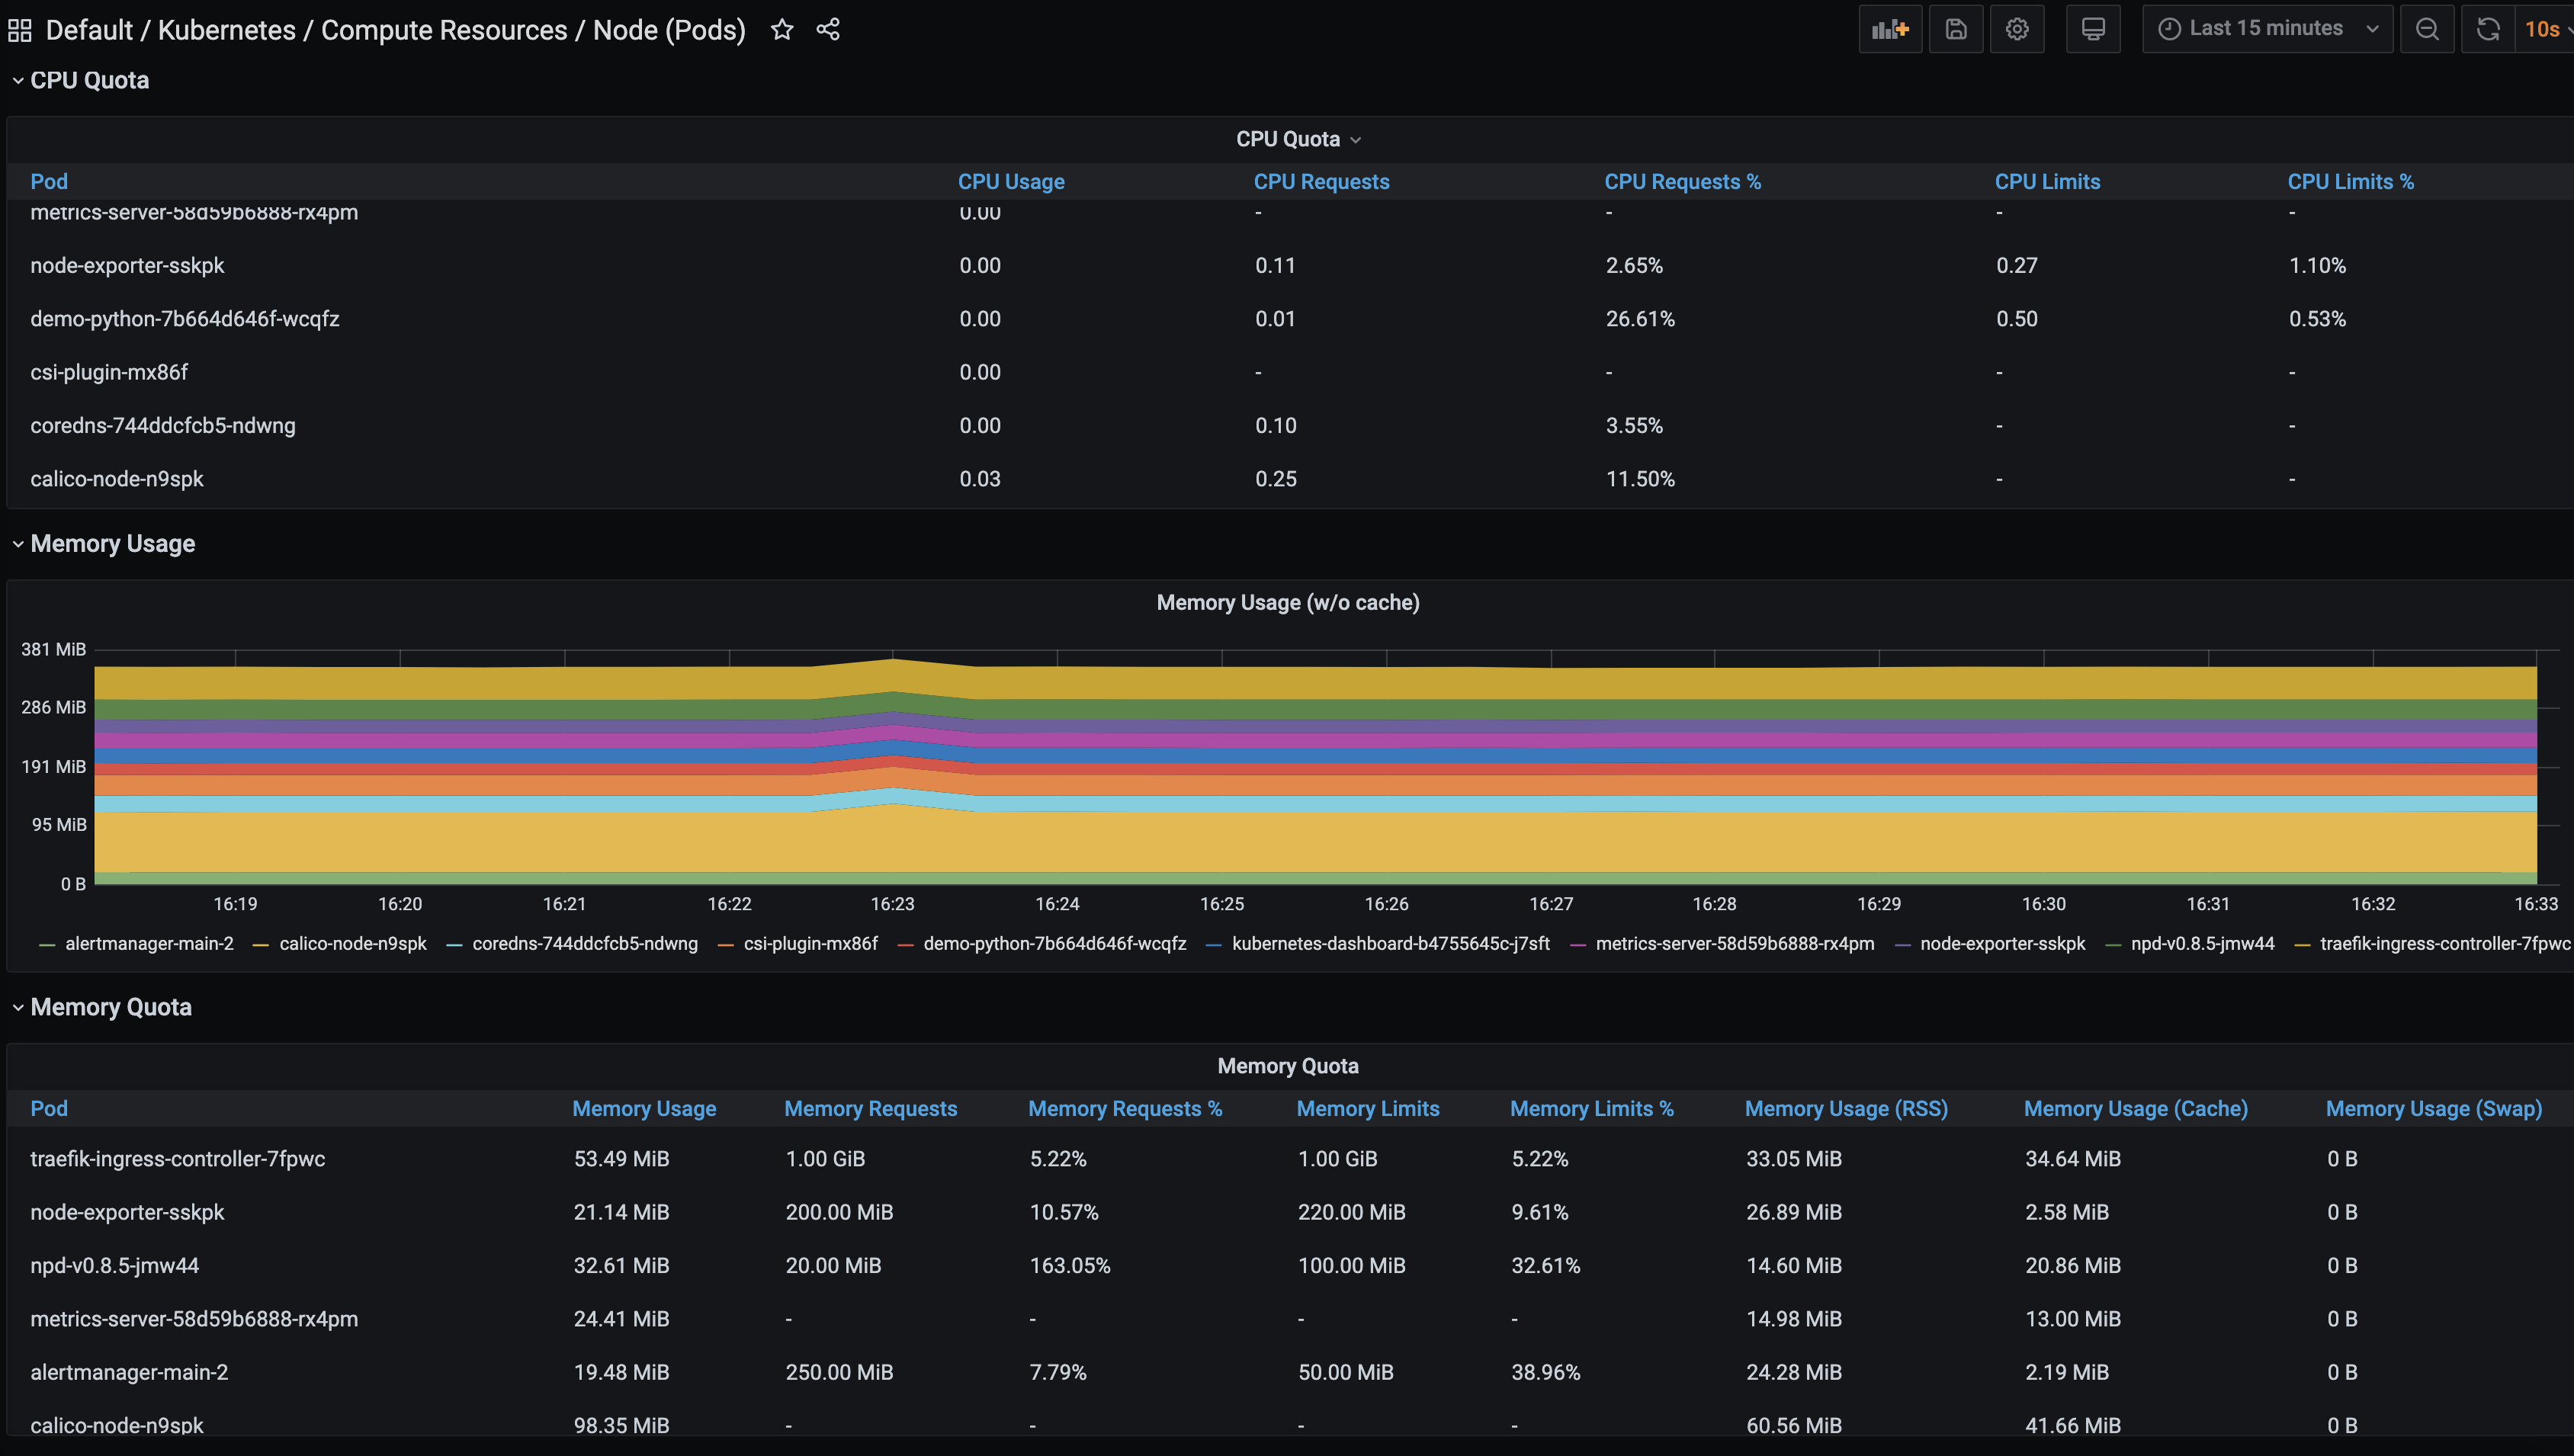 Default / Kubernetes / Compute Resources / Node (Pods) Last 15 minutes 10s
CPU Quota
CPU Quota
Pod CPU Usage CPU Requests CPU Requests % CPU Limits CPU Limits %
metrics-server-58d59b6888-rx4pm 0.00 - - - -
node-exporter-sskpk 0.00 0.11 2.65% 0.27 1.10%
demo-python-7b664d646f-wcqfz 0.00 0.01 26.61% 0.50 0.53%
csi-plugin-mx86f 0.00 - - - -
coredns-744ddcfcb5-ndwng 0.00 0.10 3.55% - -
calico-node-n9spk 0.03 0.25 11.50% - -
Memory Usage
Memory Usage (w/o cache)
381 MiB
286 MiB
191 MiB
95 MiB
0 B
16:19 16:20 16:21 16:22 16:23 16:24 16:25 16:26 16:27 16:28 16:29 16:30 16:31 16:32 16:33
alertmanager-main-2 calico-node-n9spk coredns-744ddcfcb5-ndwng csi-plugin-mx86f demo-python-7b664d646f-wcqfz kubernetes-dashboard-b4755645c-j7sft metrics-server-58d59b6888-rx4pm node-exporter-sskpk npd-v0.8.5-jmw44 traefik-ingress-controller-7fpwc
Memory Quota
Memory Quota
Pod Memory Usage Memory Requests Memory Requests % Memory Limits Memory Limits % Memory Usage (RSS) Memory Usage (Cache) Memory Usage (Swap)
traefik-ingress-controller-7fpwc 53.49 MiB 1.00 GiB 5.22% 1.00 GiB 5.22% 33.05 MiB 34.64 MiB 0 B
node-exporter-sskpk 21.14 MiB 200.00 MiB 10.57% 220.00 MiB 9.61% 26.89 MiB 2.58 MiB 0 B
npd-v0.8.5-jmw44 32.61 MiB 20.00 MiB 163.05% 100.00 MiB 32.61% 14.60 MiB 20.86 MiB 0 B
metrics-server-58d59b6888-rx4pm 24.41 MiB - - - - 14.98 MiB 13.00 MiB 0 B
alertmanager-main-2 19.48 MiB 250.00 MiB 7.79% 50.00 MiB 38.96% 24.28 MiB 2.19 MiB 0 B
calico-node-n9spk 98.35 MiB - - - - 60.56 MiB 41.66 MiB 0 B